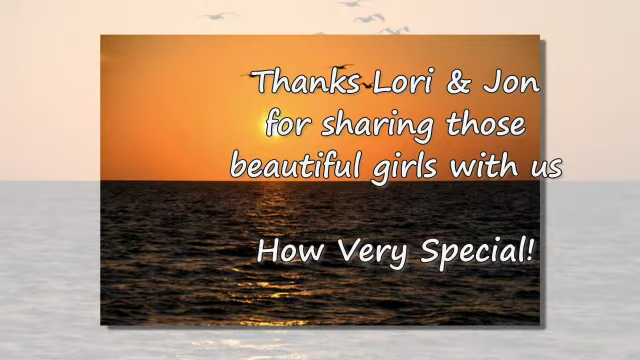 Thanks Lori & Jon
for sharing those
beautiful girls with us
How Very Special!